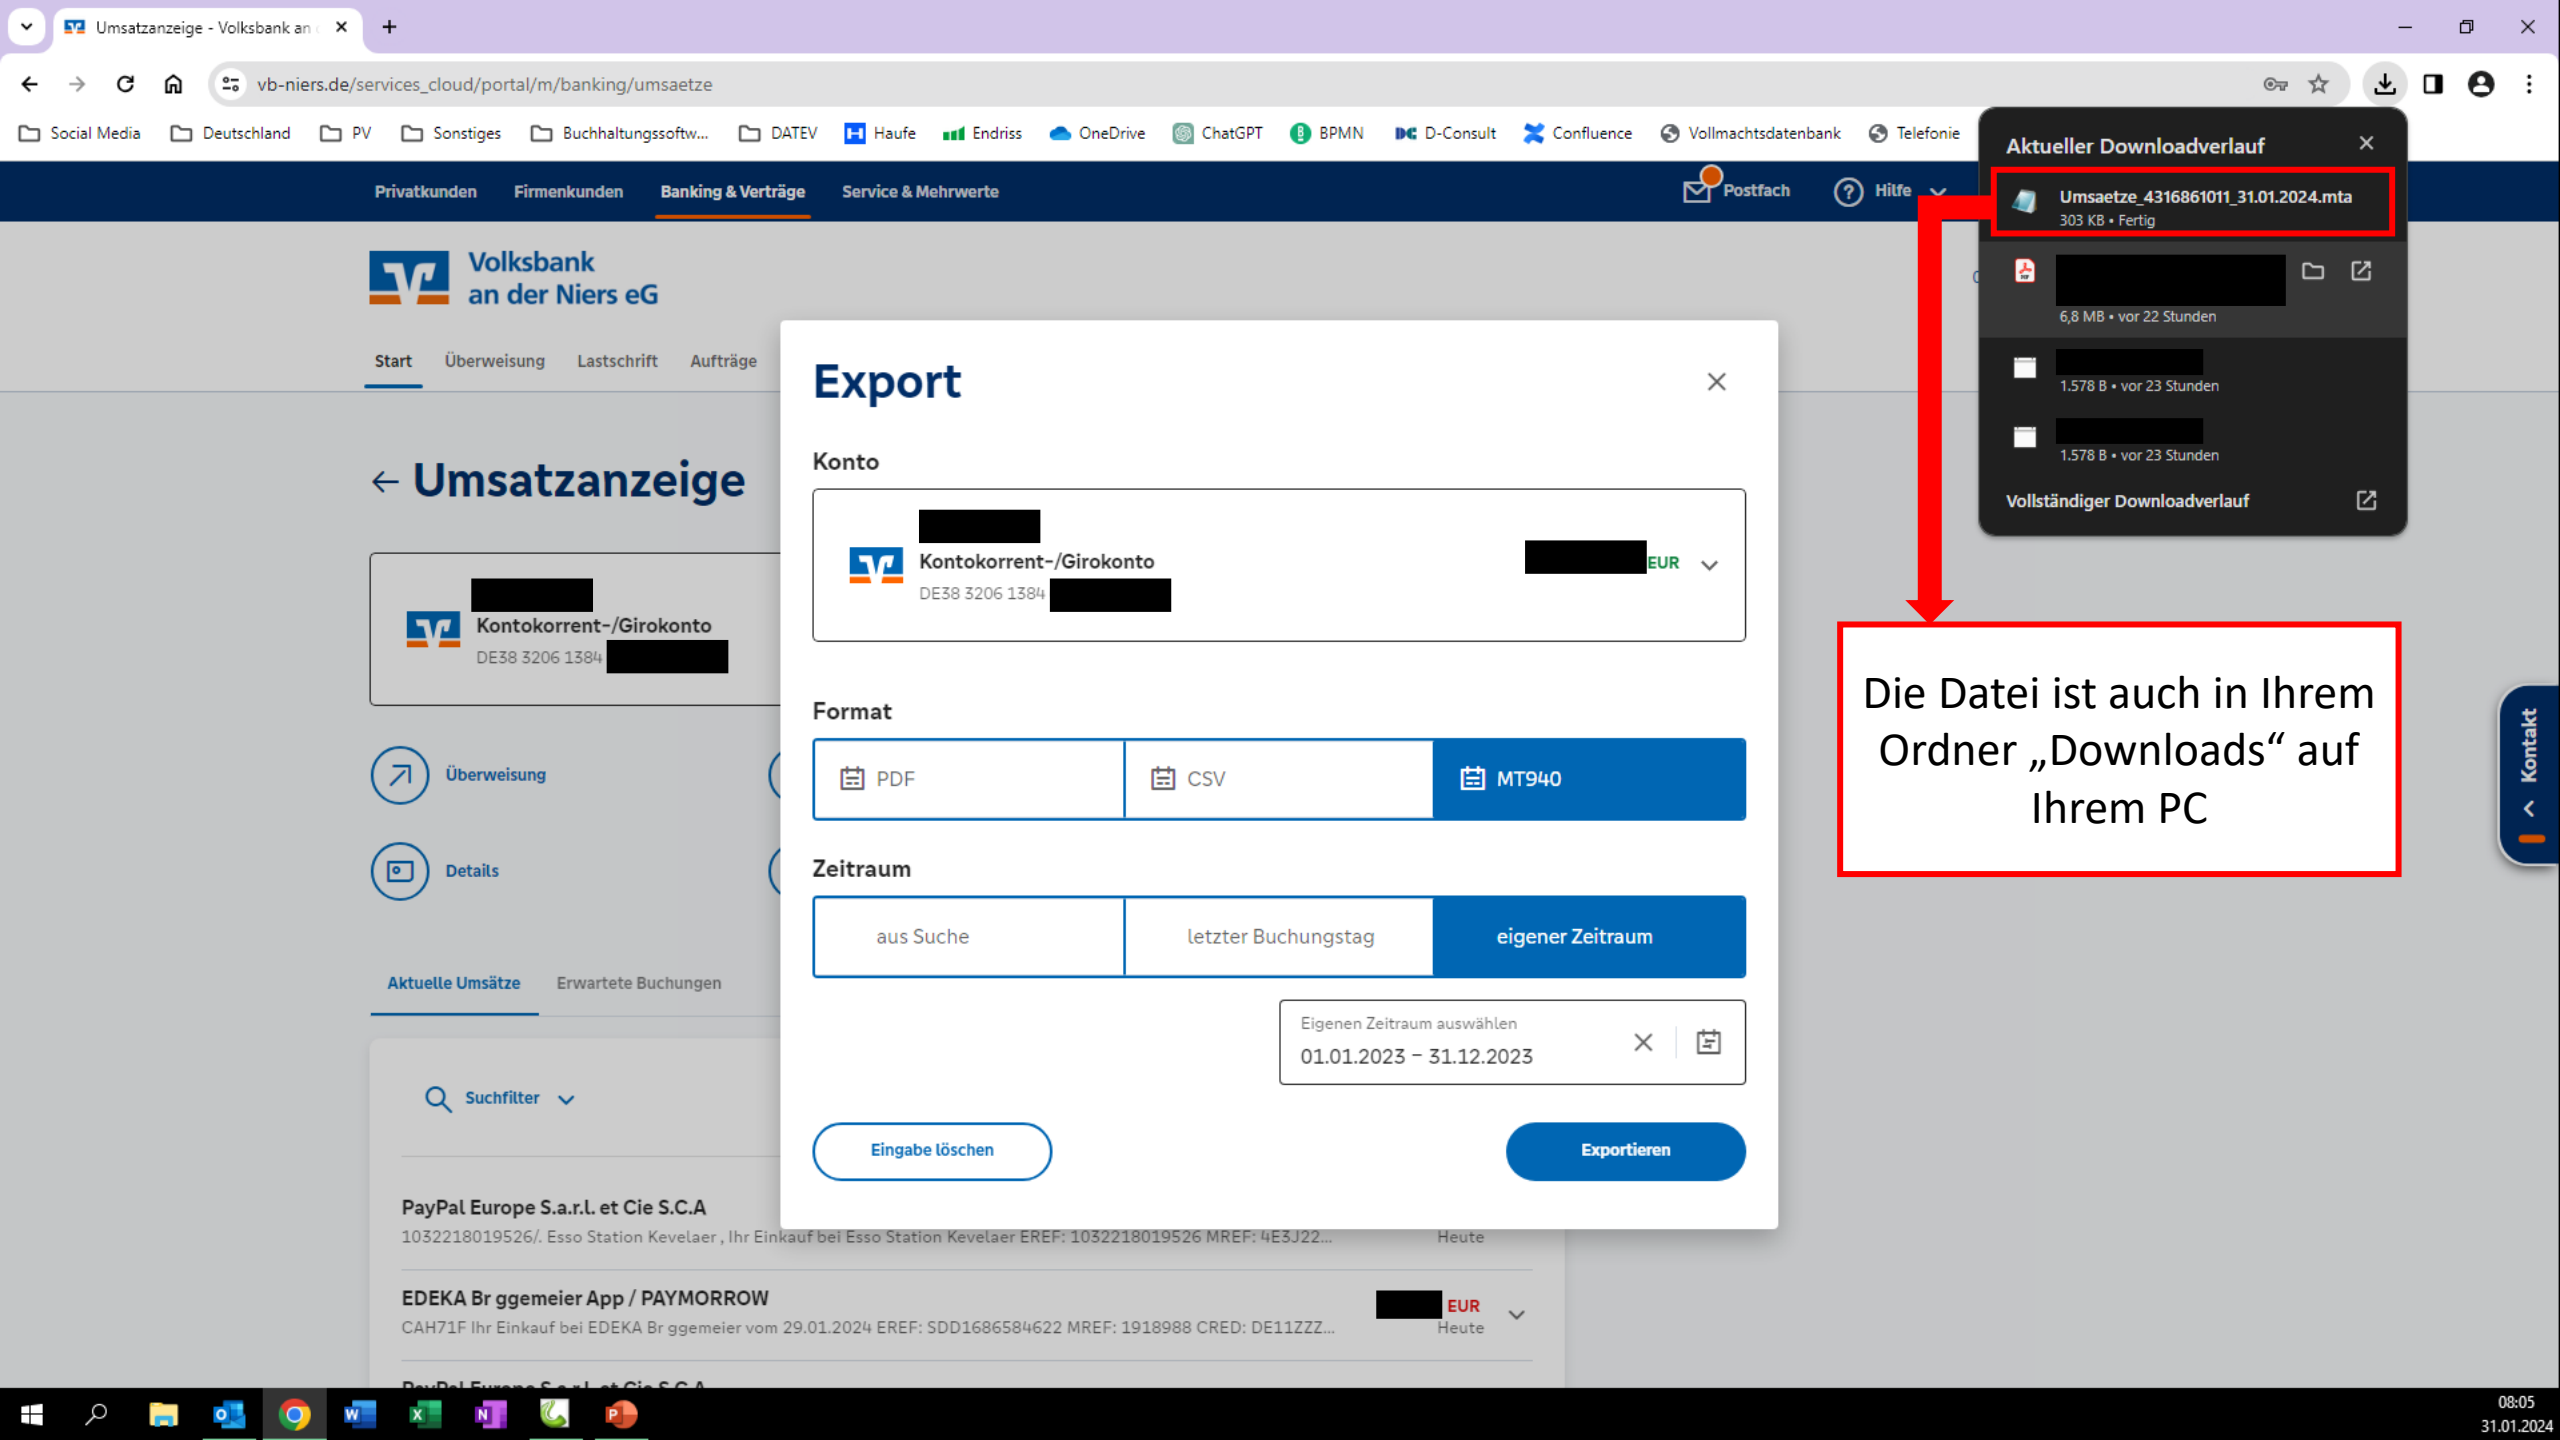 Umsatzanzeige - Volksbank an
vb-niers.de/services_cloud/portal/m/banking/umsaetze
Social Media Deutschland PV Sonstiges Buchhaltungssoftw... DATEV Haufe Endriss OneDrive ChatGPT BPMN D-Consult Confluence Vollmachtsdatenbank Telefonie
Privatkunden Firmenkunden Banking & Verträge Service & Mehrwerte Postfach Hilfe
Volksbank
an der Niers eG
Start Überweisung Lastschrift Aufträge
Umsatzanzeige
Kontokorrent-/Girokonto
DE38 3206 1384
Überweisung
Details
Aktuelle Umsätze Erwartete Buchungen
Suchfilter
PayPal Europe S.a.r.l. et Cie S.C.A
1032218019526/. Esso Station Kevelaer , Ihr Einkauf bei Esso Station Kevelaer EREF: 1032218019526 MREF: 4E3J22... Heute
EDEKA Br ggemeier App / PAYMORROW EUR
CAH71F Ihr Einkauf bei EDEKA Br ggemeier vom 29.01.2024 EREF: SDD1686584622 MREF: 1918988 CRED: DE11ZZZ... Heute
PayPal Europe S.a.r.l. et Cie S.C.A
Export
Konto
Kontokorrent-/Girokonto EUR
DE38 3206 1384
Format
PDF CSV MT940
Zeitraum
aus Suche letzter Buchungstag eigener Zeitraum
Eigenen Zeitraum auswählen
01.01.2023 – 31.12.2023
Eingabe löschen Exportieren
Aktueller Downloadverlauf
Umsaetze_4316861011_31.01.2024.mta
303 KB • Fertig
6,8 MB • vor 22 Stunden
1.578 B • vor 23 Stunden
1.578 B • vor 23 Stunden
Vollständiger Downloadverlauf
Die Datei ist auch in Ihrem
Ordner „Downloads“ auf
Ihrem PC
Kontakt
08:05
31.01.2024